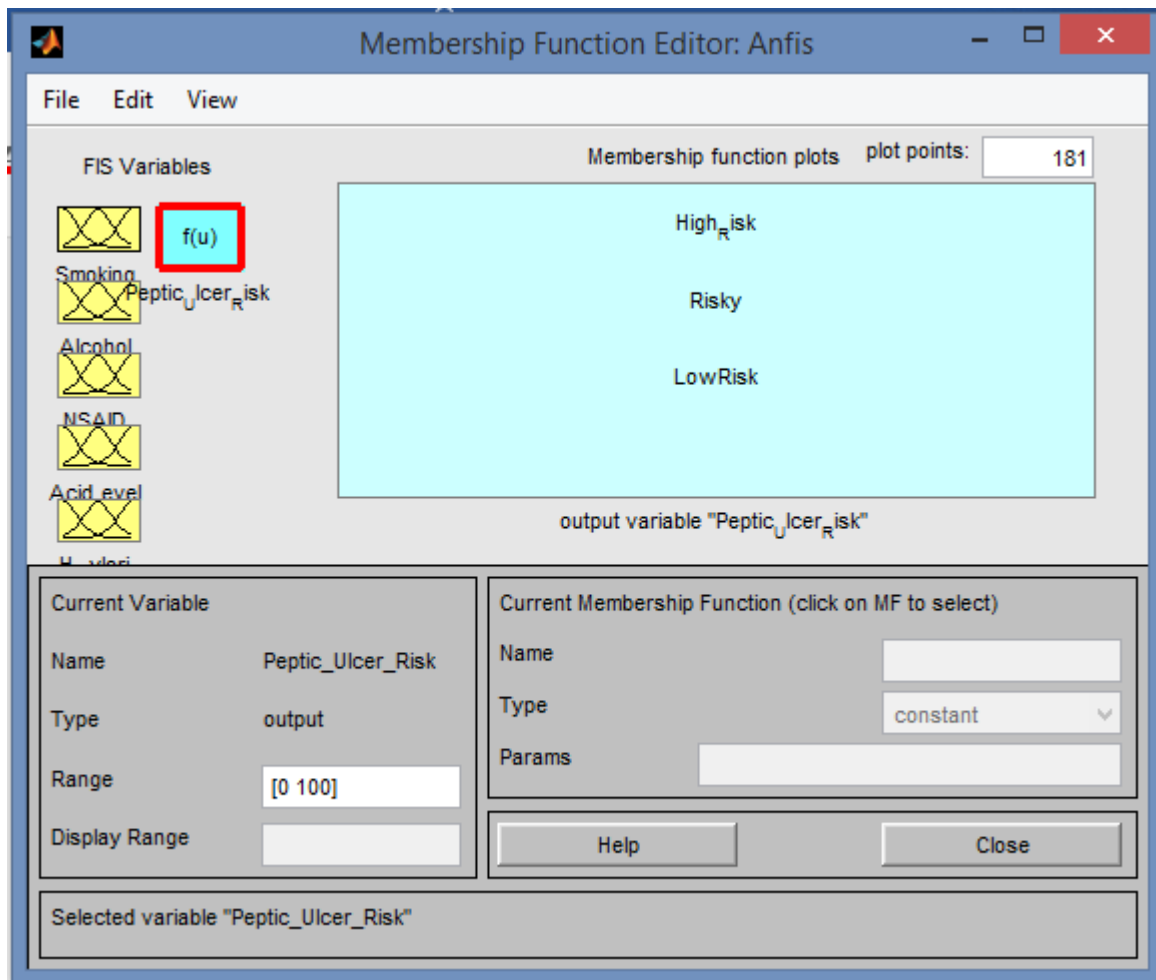 Membership Function Editor: Anfis
File Edit View
FIS Variables
Membership function plots plot points: 181
f(u)
Smoking
Peptic_Ulcer_Risk
Alcohol
NSAID
AcidLevel
High_Risk
Risky
LowRisk
output variable "Peptic_Ulcer_Risk"
Current Variable
Name Peptic_Ulcer_Risk
Type output
Range [0 100]
Display Range
Current Membership Function (click on MF to select)
Name
Type constant
Params
Help Close
Selected variable "Peptic_Ulcer_Risk"